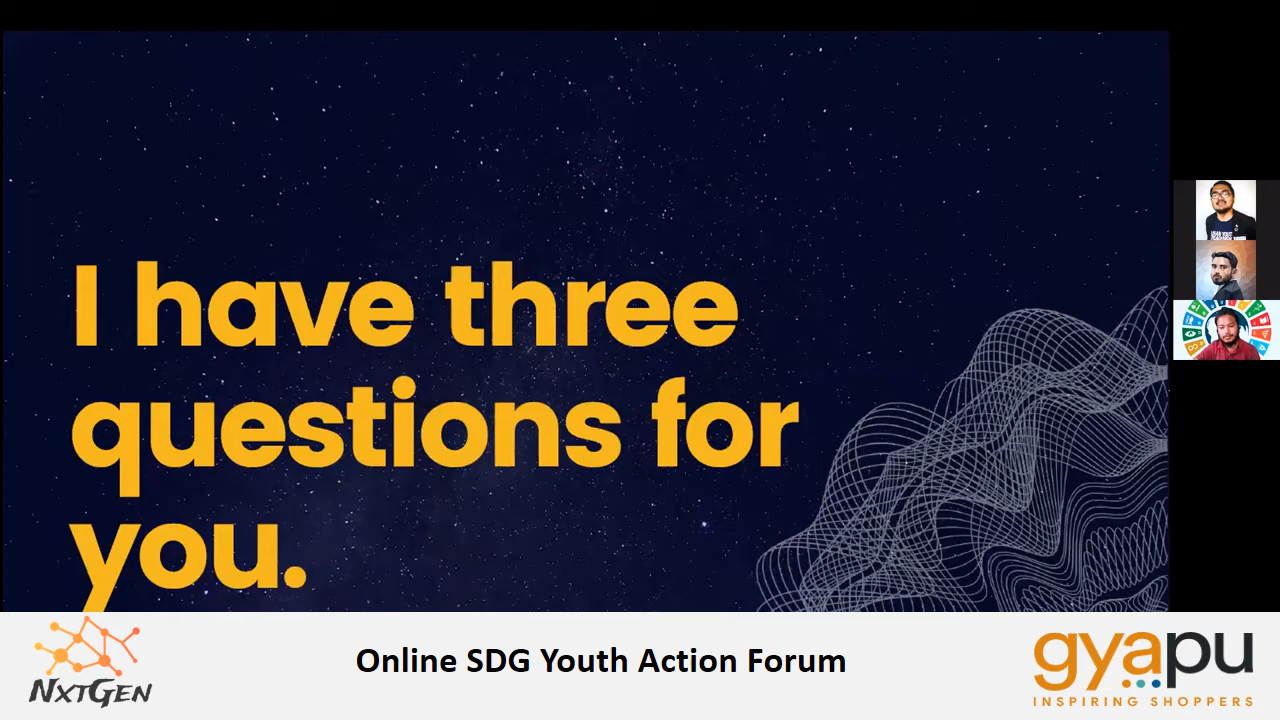 I have three
questions for
you.
NXTGEN
Online SDG Youth Action Forum
gyapu
INSPIRING SHOPPERS